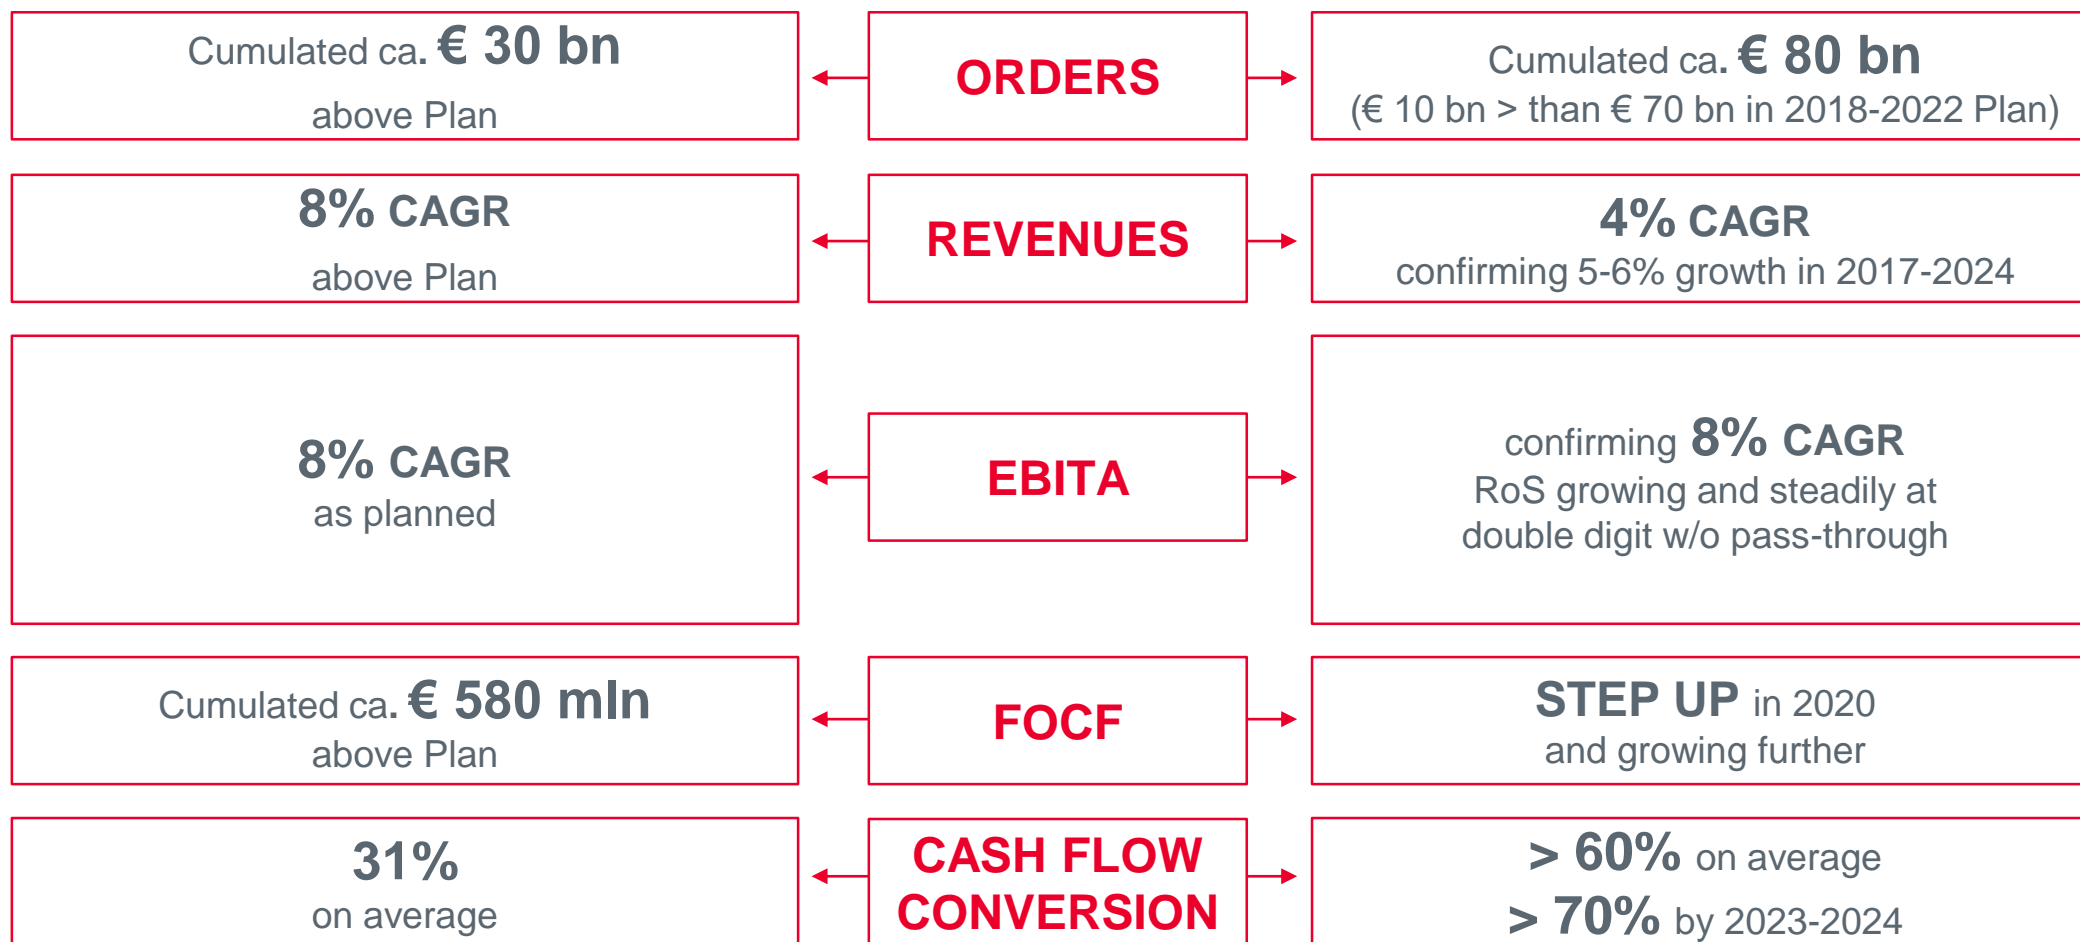 Cumulated ca. € 30 bn
above Plan
ORDERS
Cumulated ca. € 80 bn
(€ 10 bn > than € 70 bn in 2018-2022 Plan)
8% CAGR
above Plan
REVENUES
4% CAGR
confirming 5-6% growth in 2017-2024
8% CAGR
as planned
EBITA
confirming 8% CAGR
RoS growing and steadily at
double digit w/o pass-through
Cumulated ca. € 580 mln
above Plan
FOCF
STEP UP in 2020
and growing further
31%
on average
CASH FLOW
CONVERSION
> 60% on average
> 70% by 2023-2024